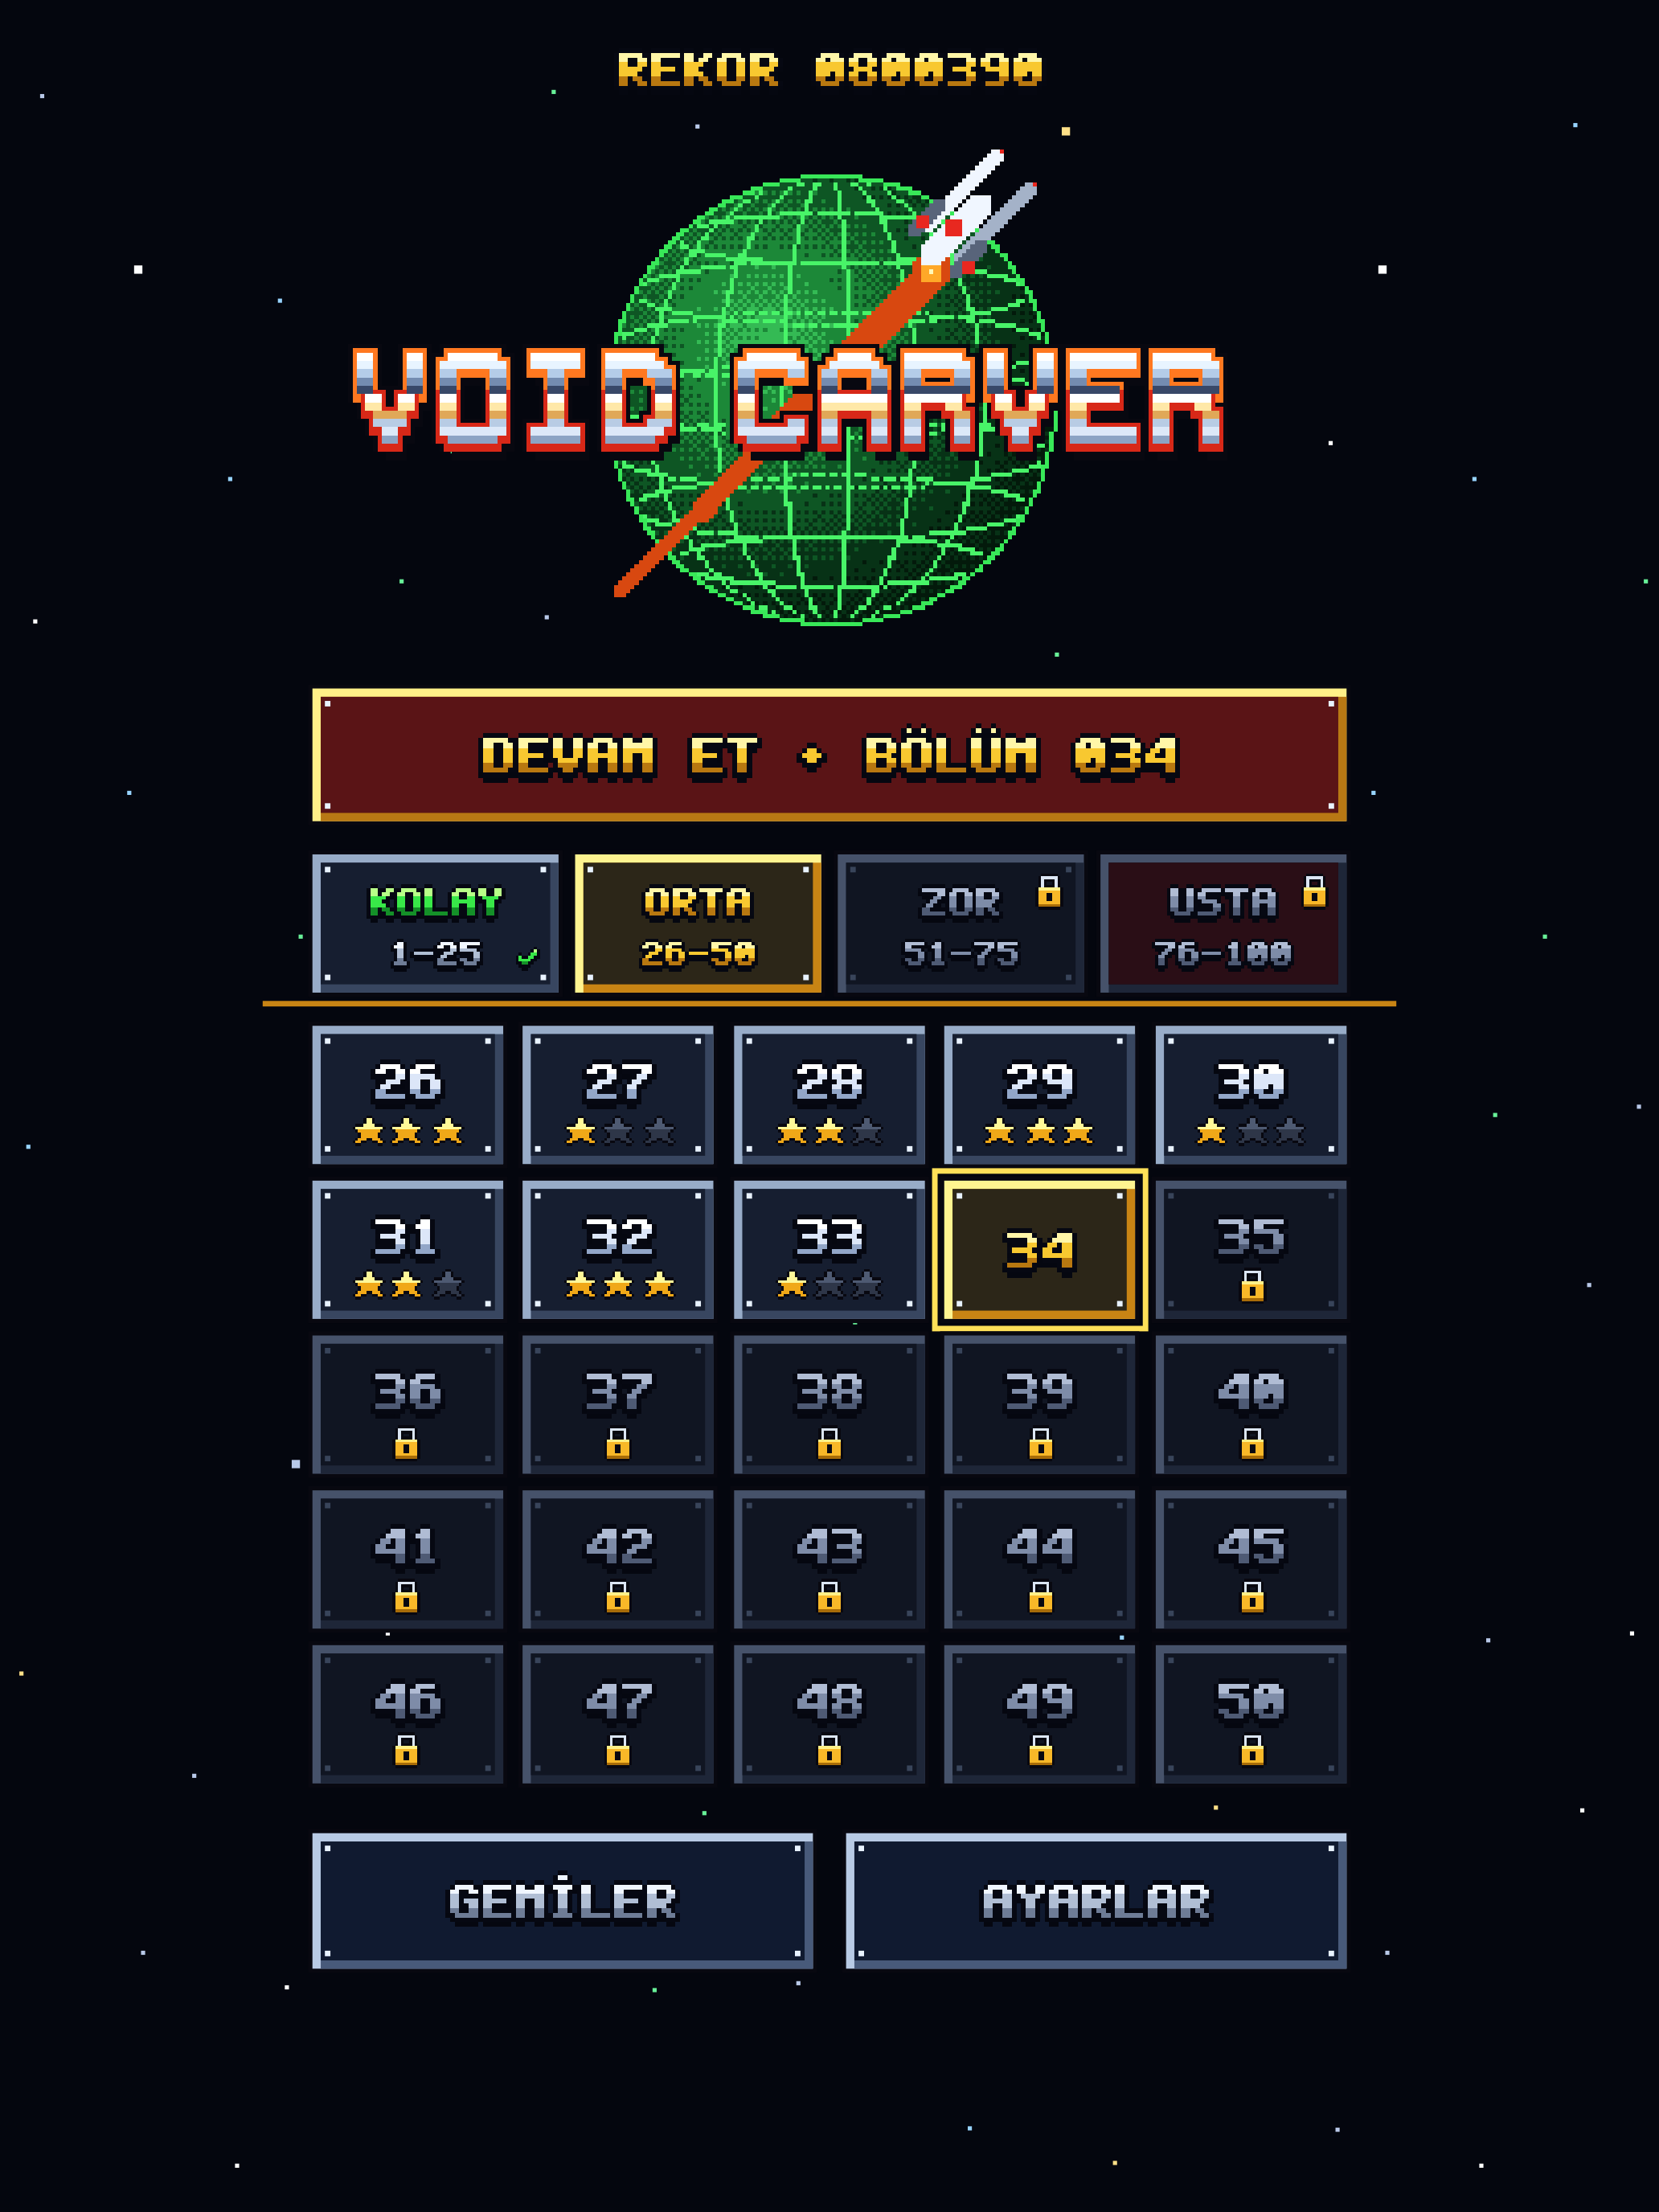 REKOR 0800390
VOID CARVER
DEVAM ET • BÖLÜM 034
KOLAY ORTA ZOR USTA
1-25 26-50 51-75 76-100
26 27 28 29 30
31 32 33 34 35
36 37 38 39 40
41 42 43 44 45
46 47 48 49 50
GEMİLER AYARLAR